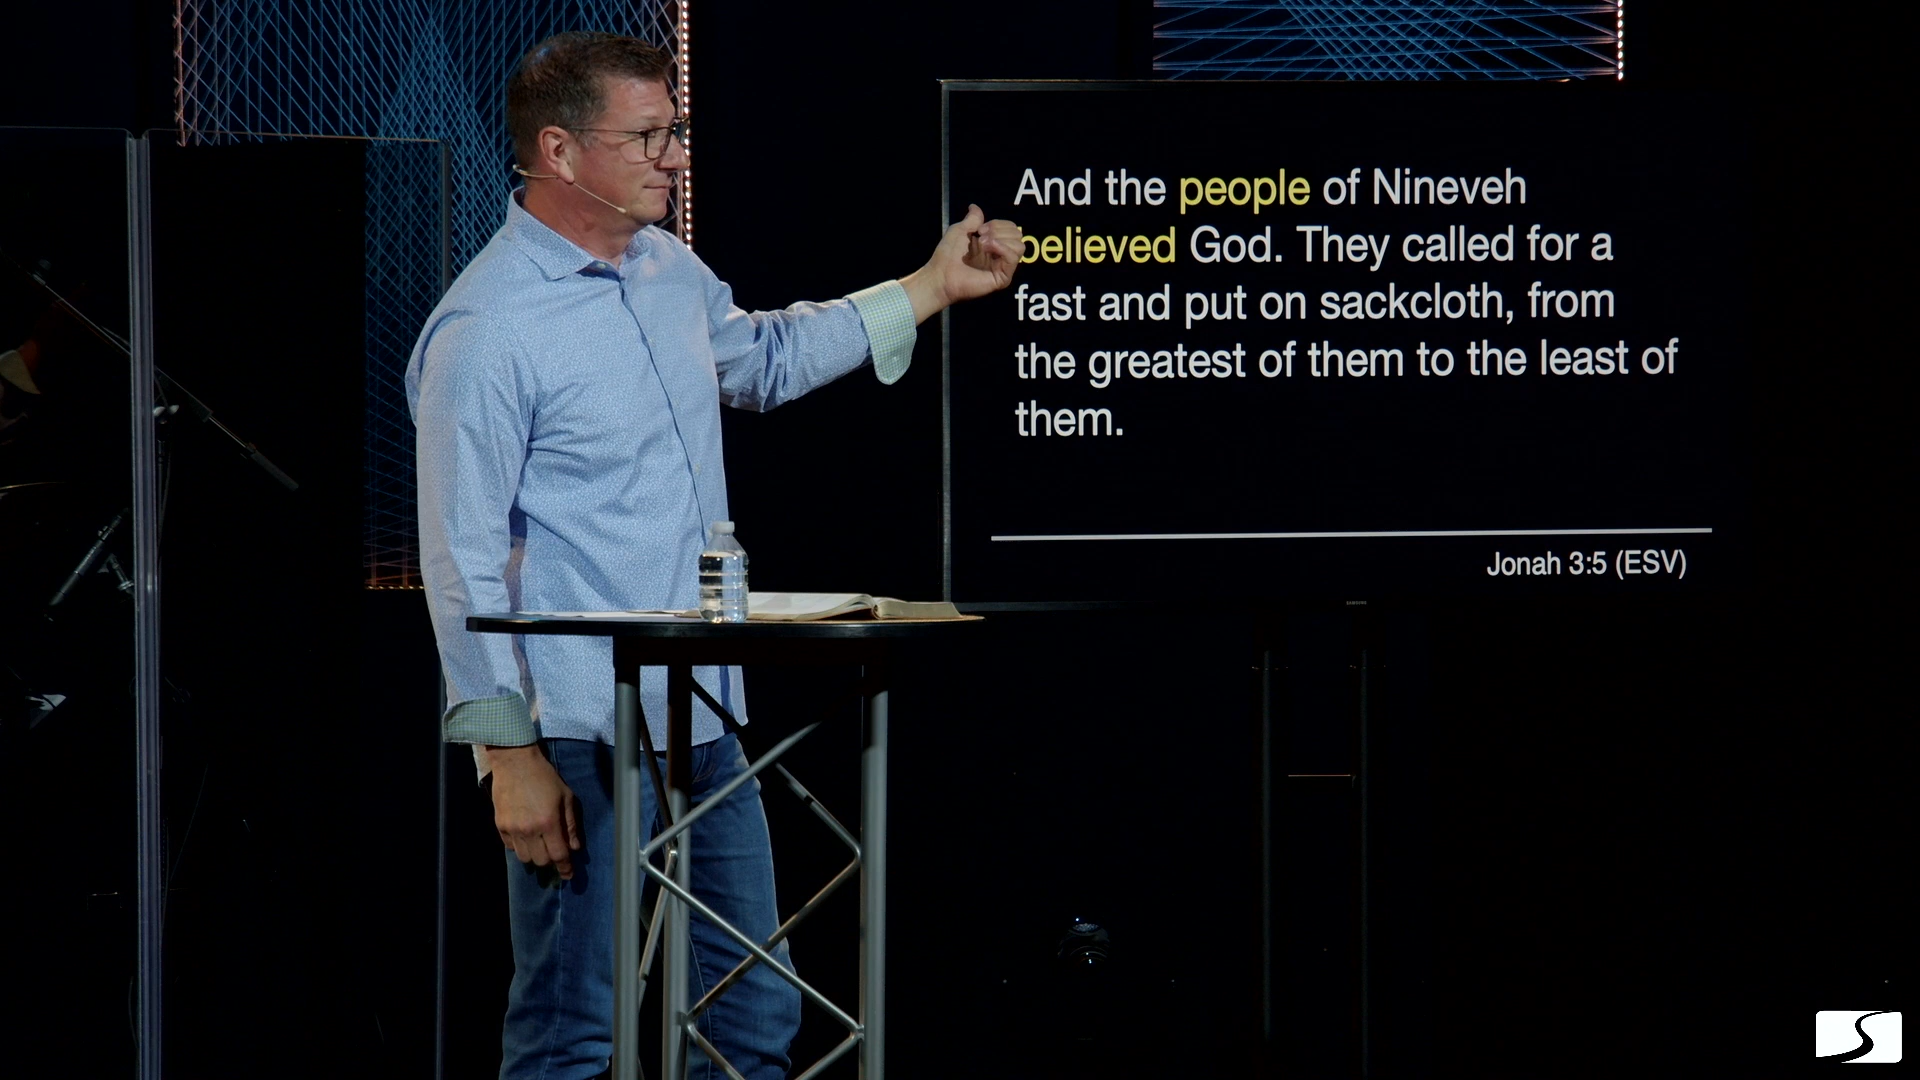 And the people of Nineveh
believed God. They called for a
fast and put on sackcloth, from
the greatest of them to the least of
them.
Jonah 3:5 (ESV)
SAMSUNG